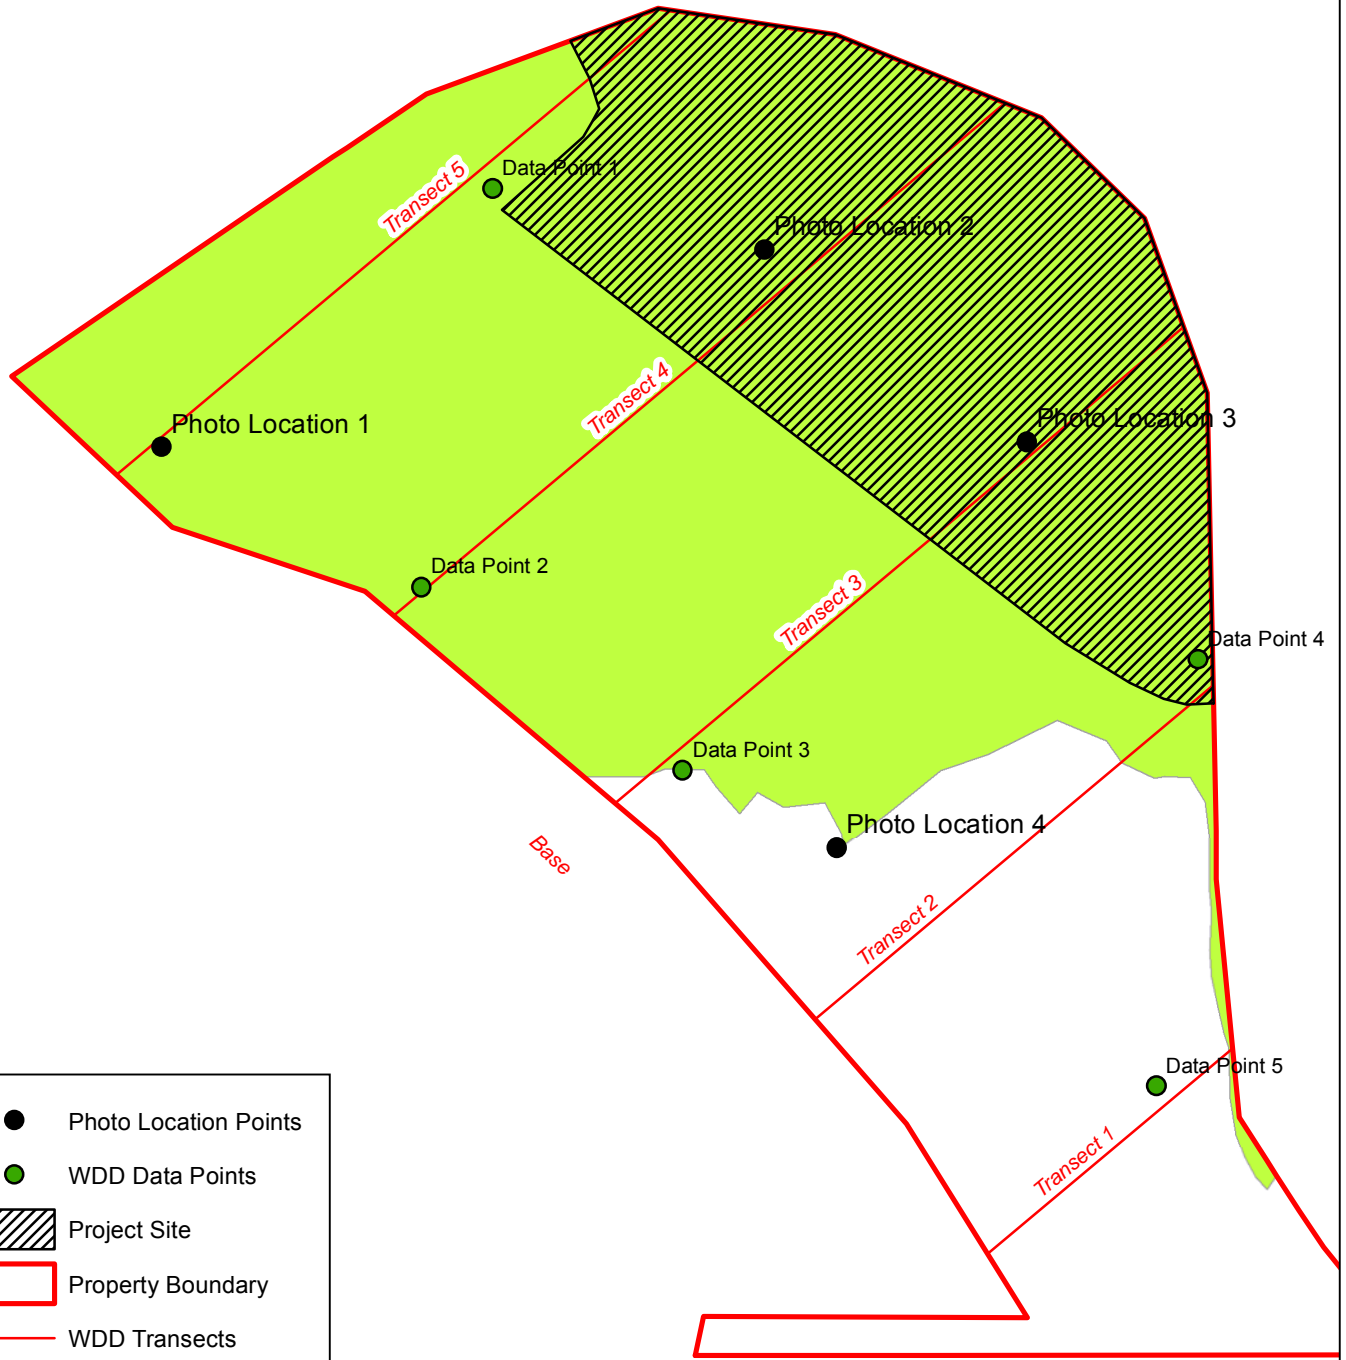 Data Point 1
Transect 5
Photo Location 2
Transect 4
Photo Location 1
Photo Location 3
Data Point 2
Transect 3
Data Point 4
Data Point 3
Photo Location 4
Base
Transect 2
Data Point 5
Transect 1
Photo Location Points
WDD Data Points
Project Site
Property Boundary
WDD Transects